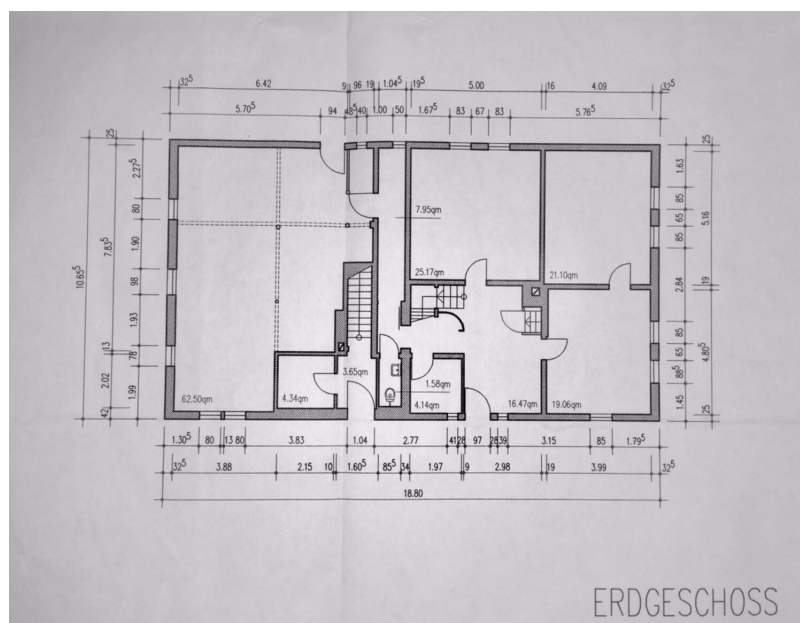 32⁵ 6.42 9 96 19 1.04⁵ 19⁵ 5.00 16 4.09 32⁵
5.70⁵ 94 48⁵ 40 1.00 50 1.67⁵ 83 67 83 5.76⁵
25
2.27⁵
80
7.83⁵
1.90
10.65⁵
98
1.93
13
78
2.02
1.99
42
7.95qm
25.17qm
21.10qm
3.65qm
62.50qm
4.34qm
1.58qm
4.14qm
16.47qm
19.06qm
25
1.63
85
5.16
65
85
2.84
19
85
4.80⁵
65
88⁵
1.45
25
1.30⁵ 80 13 80 3.83 1.04 2.77 41 28 97 28 39 3.15 85 1.79⁵
32⁵ 3.88 2.15 10 1.60⁵ 85⁵ 34 1.97 9 2.98 19 3.99 32⁵
18.80
ERDGESCHOSS